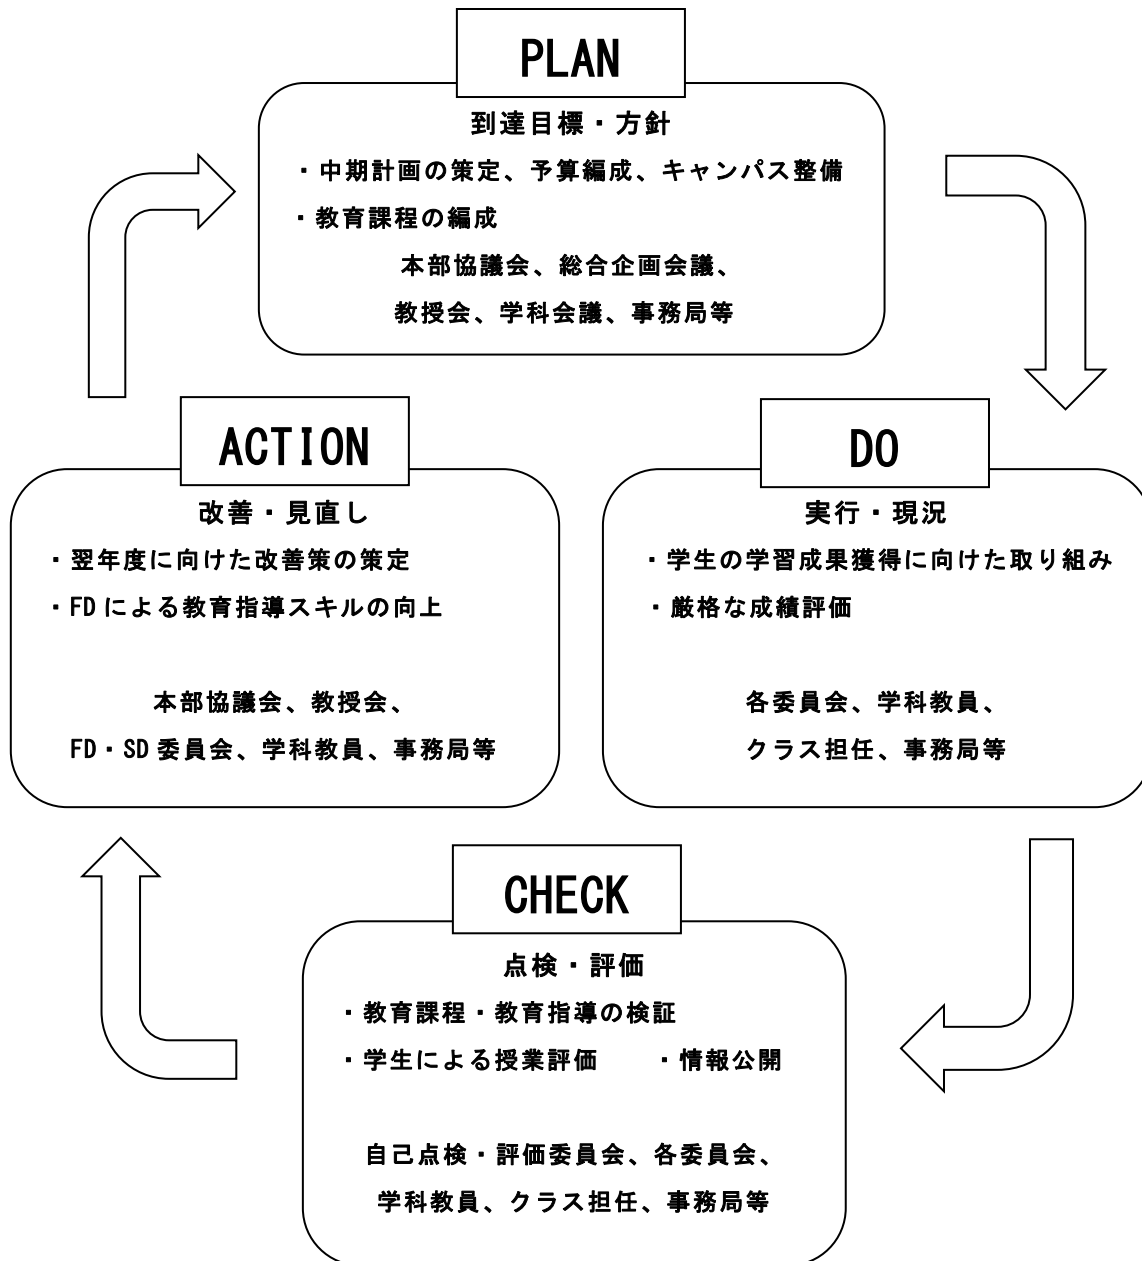 PLAN
到達目標・方針
・中期計画の策定、予算編成、キャンパス整備
・教育課程の編成
本部協議会、総合企画会議、
教授会、学科会議、事務局等
ACTION
改善・見直し
・翌年度に向けた改善策の策定
・FDによる教育指導スキルの向上
本部協議会、教授会、
FD・SD委員会、学科教員、事務局等
DO
実行・現況
・学生の学習成果獲得に向けた取り組み
・厳格な成績評価
各委員会、学科教員、
クラス担任、事務局等
CHECK
点検・評価
・教育課程・教育指導の検証
・学生による授業評価　・情報公開
自己点検・評価委員会、各委員会、
学科教員、クラス担任、事務局等